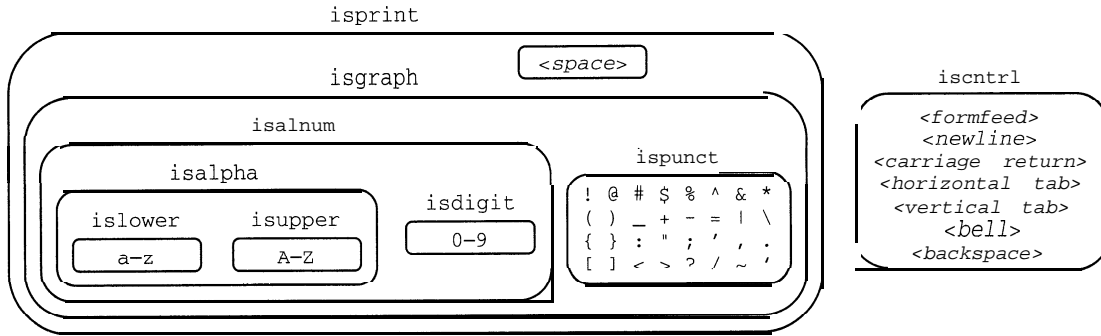 isprint
<space>
isgraph
iscntrl
isalnum
isalpha
islower isupper
a–z A–Z
isdigit
0–9
ispunct
! @ # $ % ^ & *
( ) _ + - = | \
{ } : " ; ' , .
[ ] < > ? / ~ '
<formfeed>
<newline>
<carriage return>
<horizontal tab>
<vertical tab>
<bell>
<backspace>